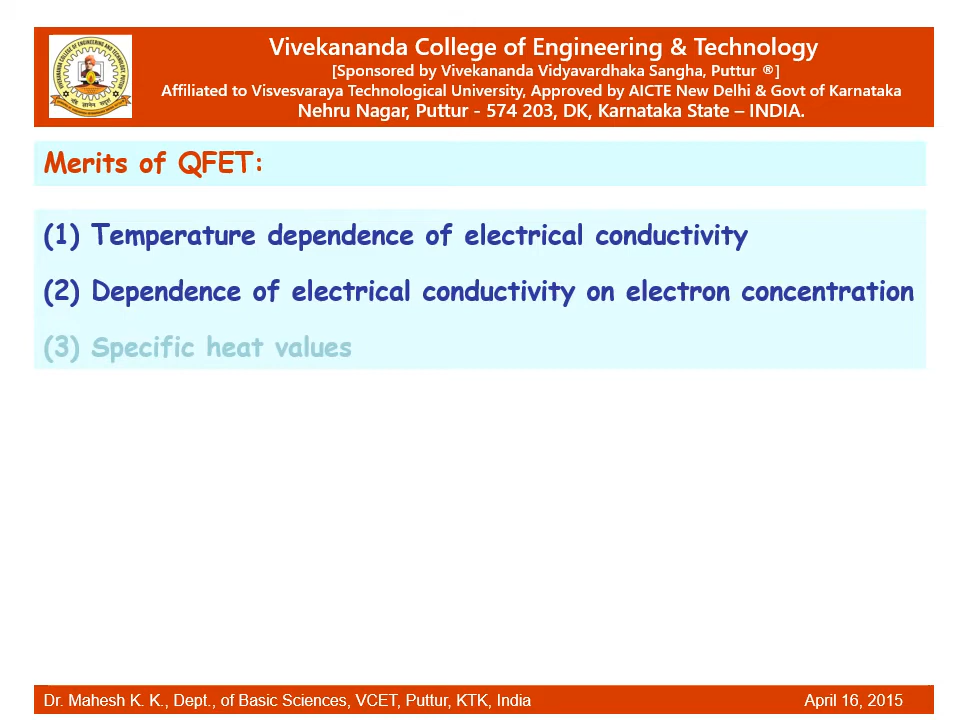 Vivekananda College of Engineering & Technology
[Sponsored by Vivekananda Vidyavardhaka Sangha, Puttur ®]
Affiliated to Visvesvaraya Technological University, Approved by AICTE New Delhi & Govt of Karnataka
Nehru Nagar, Puttur - 574 203, DK, Karnataka State – INDIA.
Merits of QFET:
(1) Temperature dependence of electrical conductivity
(2) Dependence of electrical conductivity on electron concentration
(3) Specific heat values
Dr. Mahesh K. K., Dept., of Basic Sciences, VCET, Puttur, KTK, India April 16, 2015